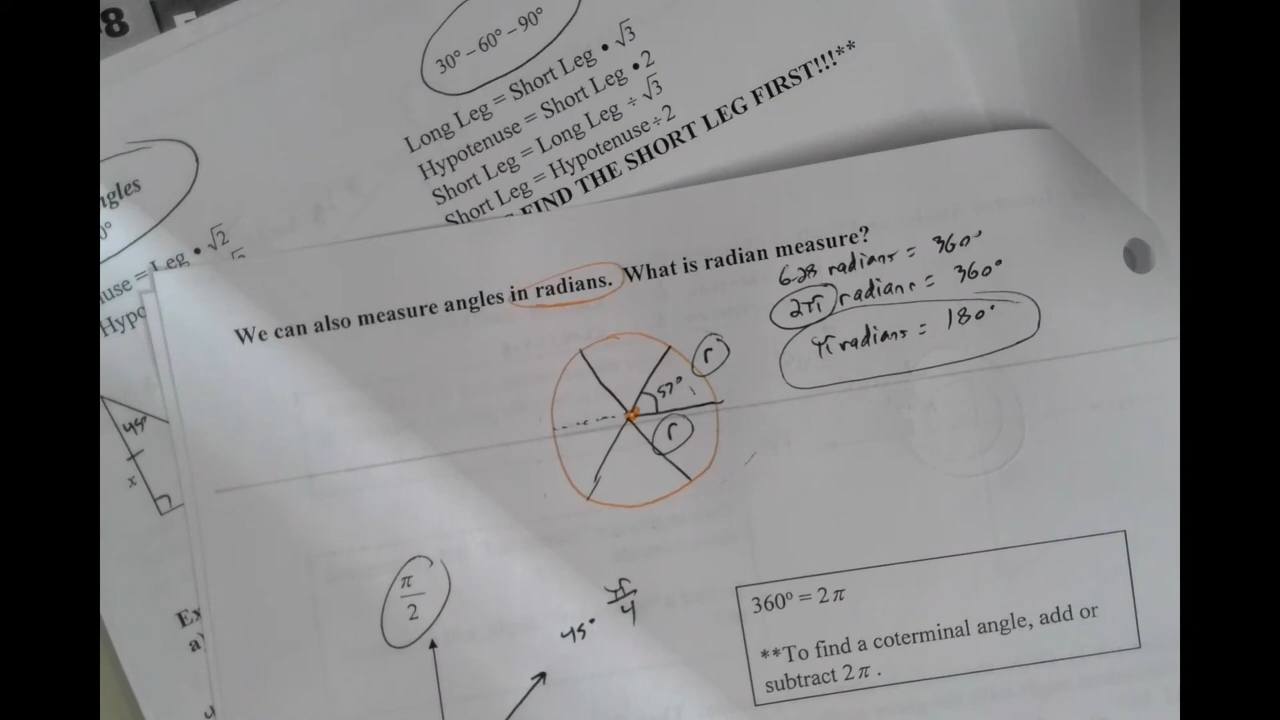 8
30° – 60° – 90°
Long Leg = Short Leg • √3
Hypotenuse = Short Leg • 2
Short Leg = Long Leg ÷ √3
Short Leg = Hypotenuse ÷ 2
FIND THE SHORT LEG FIRST!!!**
ngles
0°
use = Leg • √2
Hypo
45°
x
We can also measure angles in radians. What is radian measure?
6.28 radians = 360°
2π radians = 360°
π radians = 180°
r
57°
r
π/2
45°
π/4
Ex
a)
360° = 2π
**To find a coterminal angle, add or
subtract 2π .